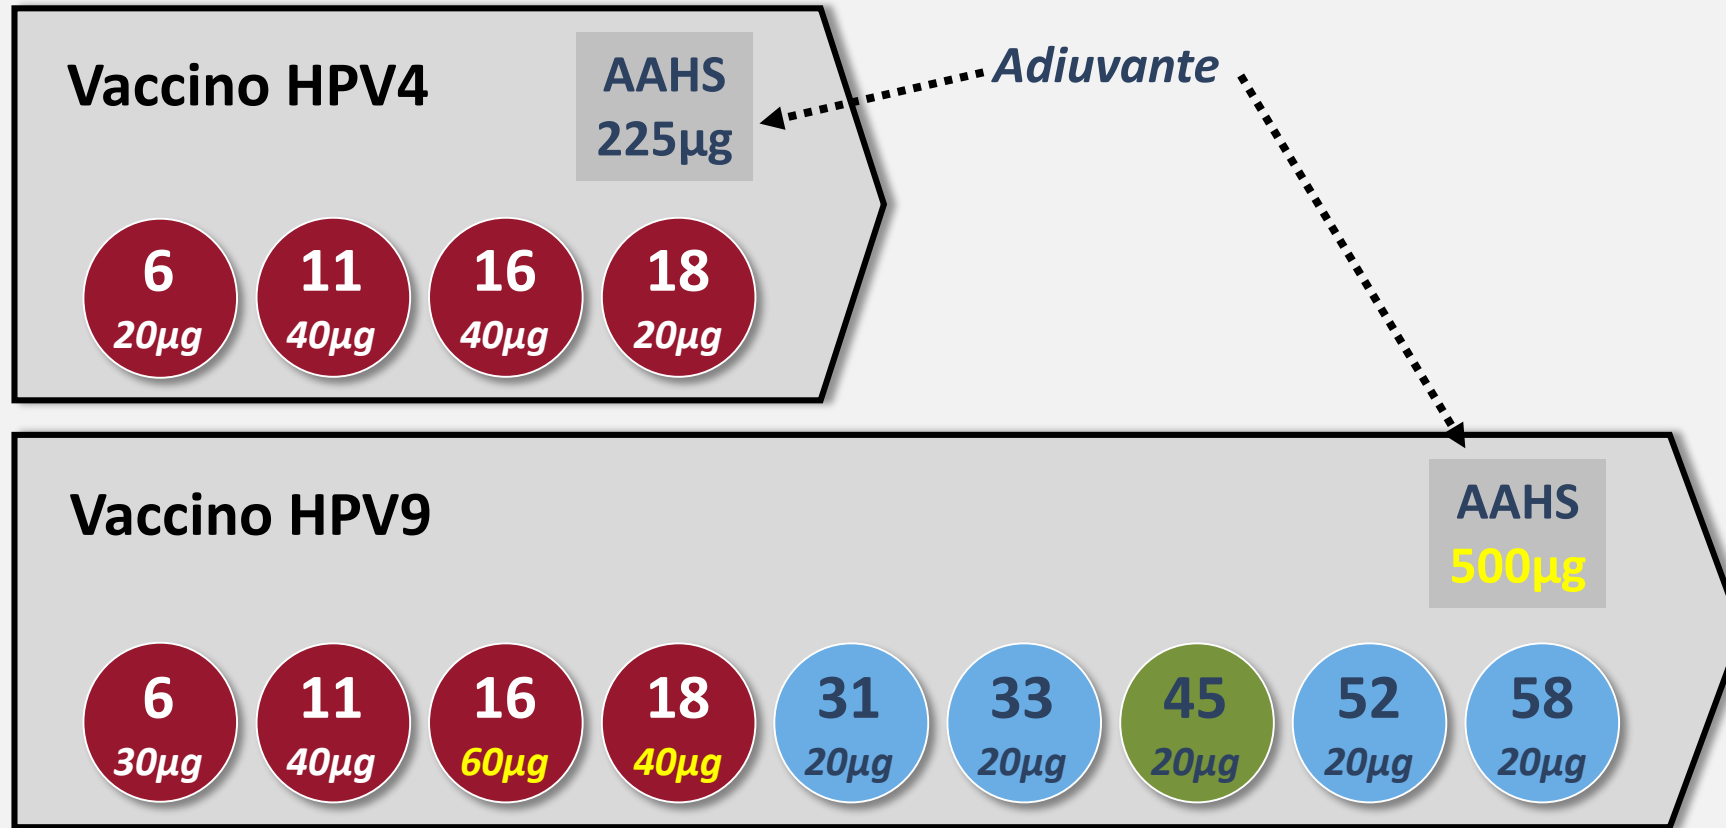 Vaccino HPV4
AAHS
225µg
Adiuvante
6
20µg
11
40µg
16
40µg
18
20µg
Vaccino HPV9
AAHS
500µg
6
30µg
11
40µg
16
60µg
18
40µg
31
20µg
33
20µg
45
20µg
52
20µg
58
20µg